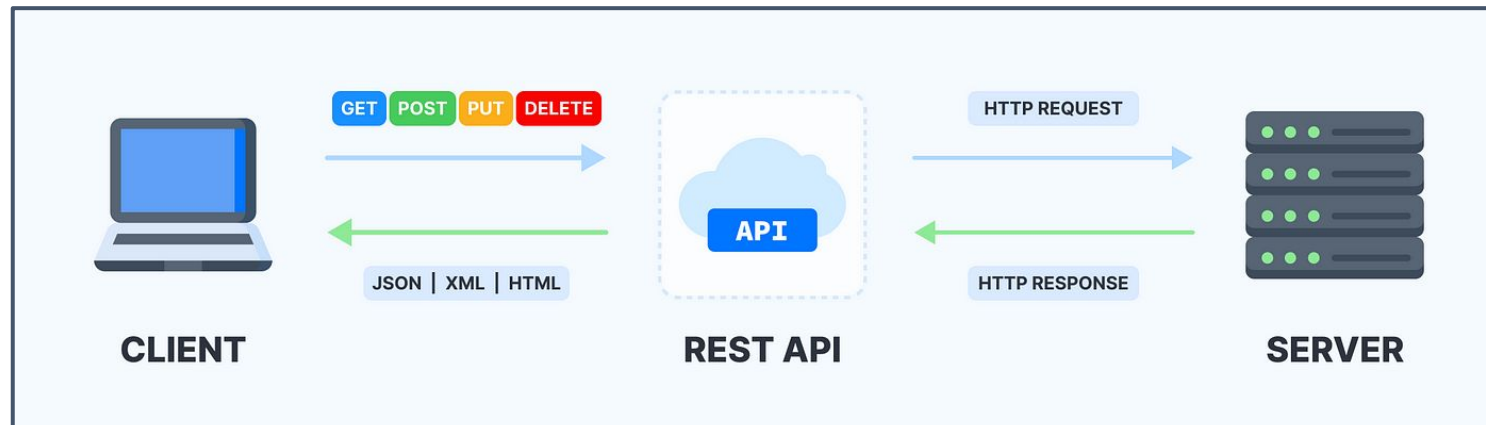 GET POST PUT DELETE
HTTP REQUEST
API
JSON | XML | HTML
HTTP RESPONSE
CLIENT
REST API
SERVER